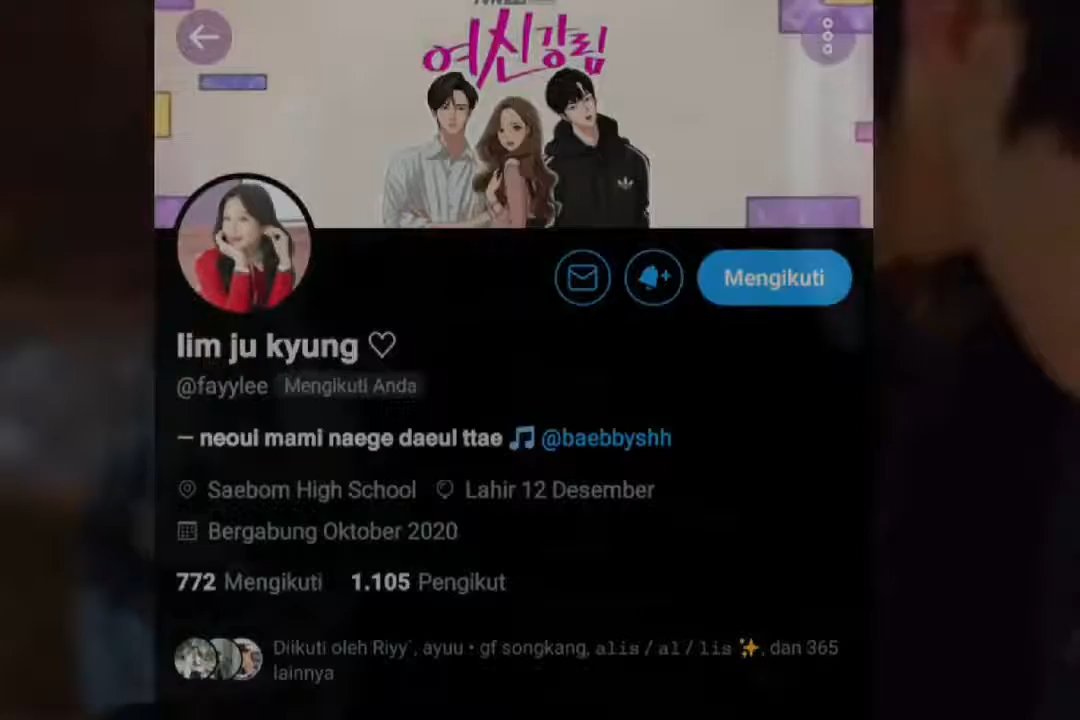 여신강림
Mengikuti
lim ju kyung ♡
@fayylee Mengikuti Anda
— neoui mami naege daeul ttae 🎵 @baebbyshh
Saebom High School Lahir 12 Desember
Bergabung Oktober 2020
772 Mengikuti 1.105 Pengikut
Diikuti oleh Riyy´, ayuu • gf songkang, alis / al / lis ✨, dan 365
lainnya